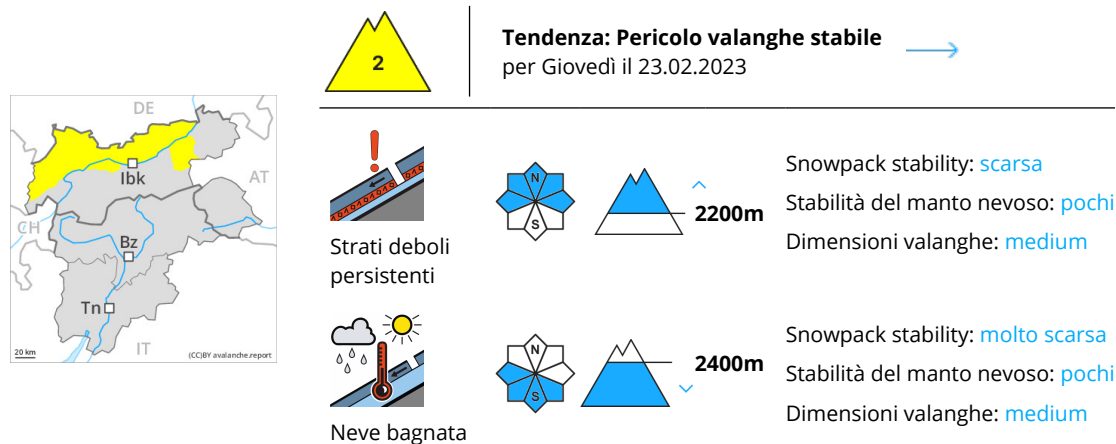 2
Tendenza: Pericolo valanghe stabile
per Giovedì il 23.02.2023
DE
AT
CH
IT
Ibk
Bz
Tn
20 km
(CC)BY avalanche.report
N
S
2200m
Strati deboli
persistenti
Snowpack stability: scarsa
Stabilità del manto nevoso: pochi
Dimensioni valanghe: medium
N
S
2400m
Neve bagnata
Snowpack stability: molto scarsa
Stabilità del manto nevoso: pochi
Dimensioni valanghe: medium